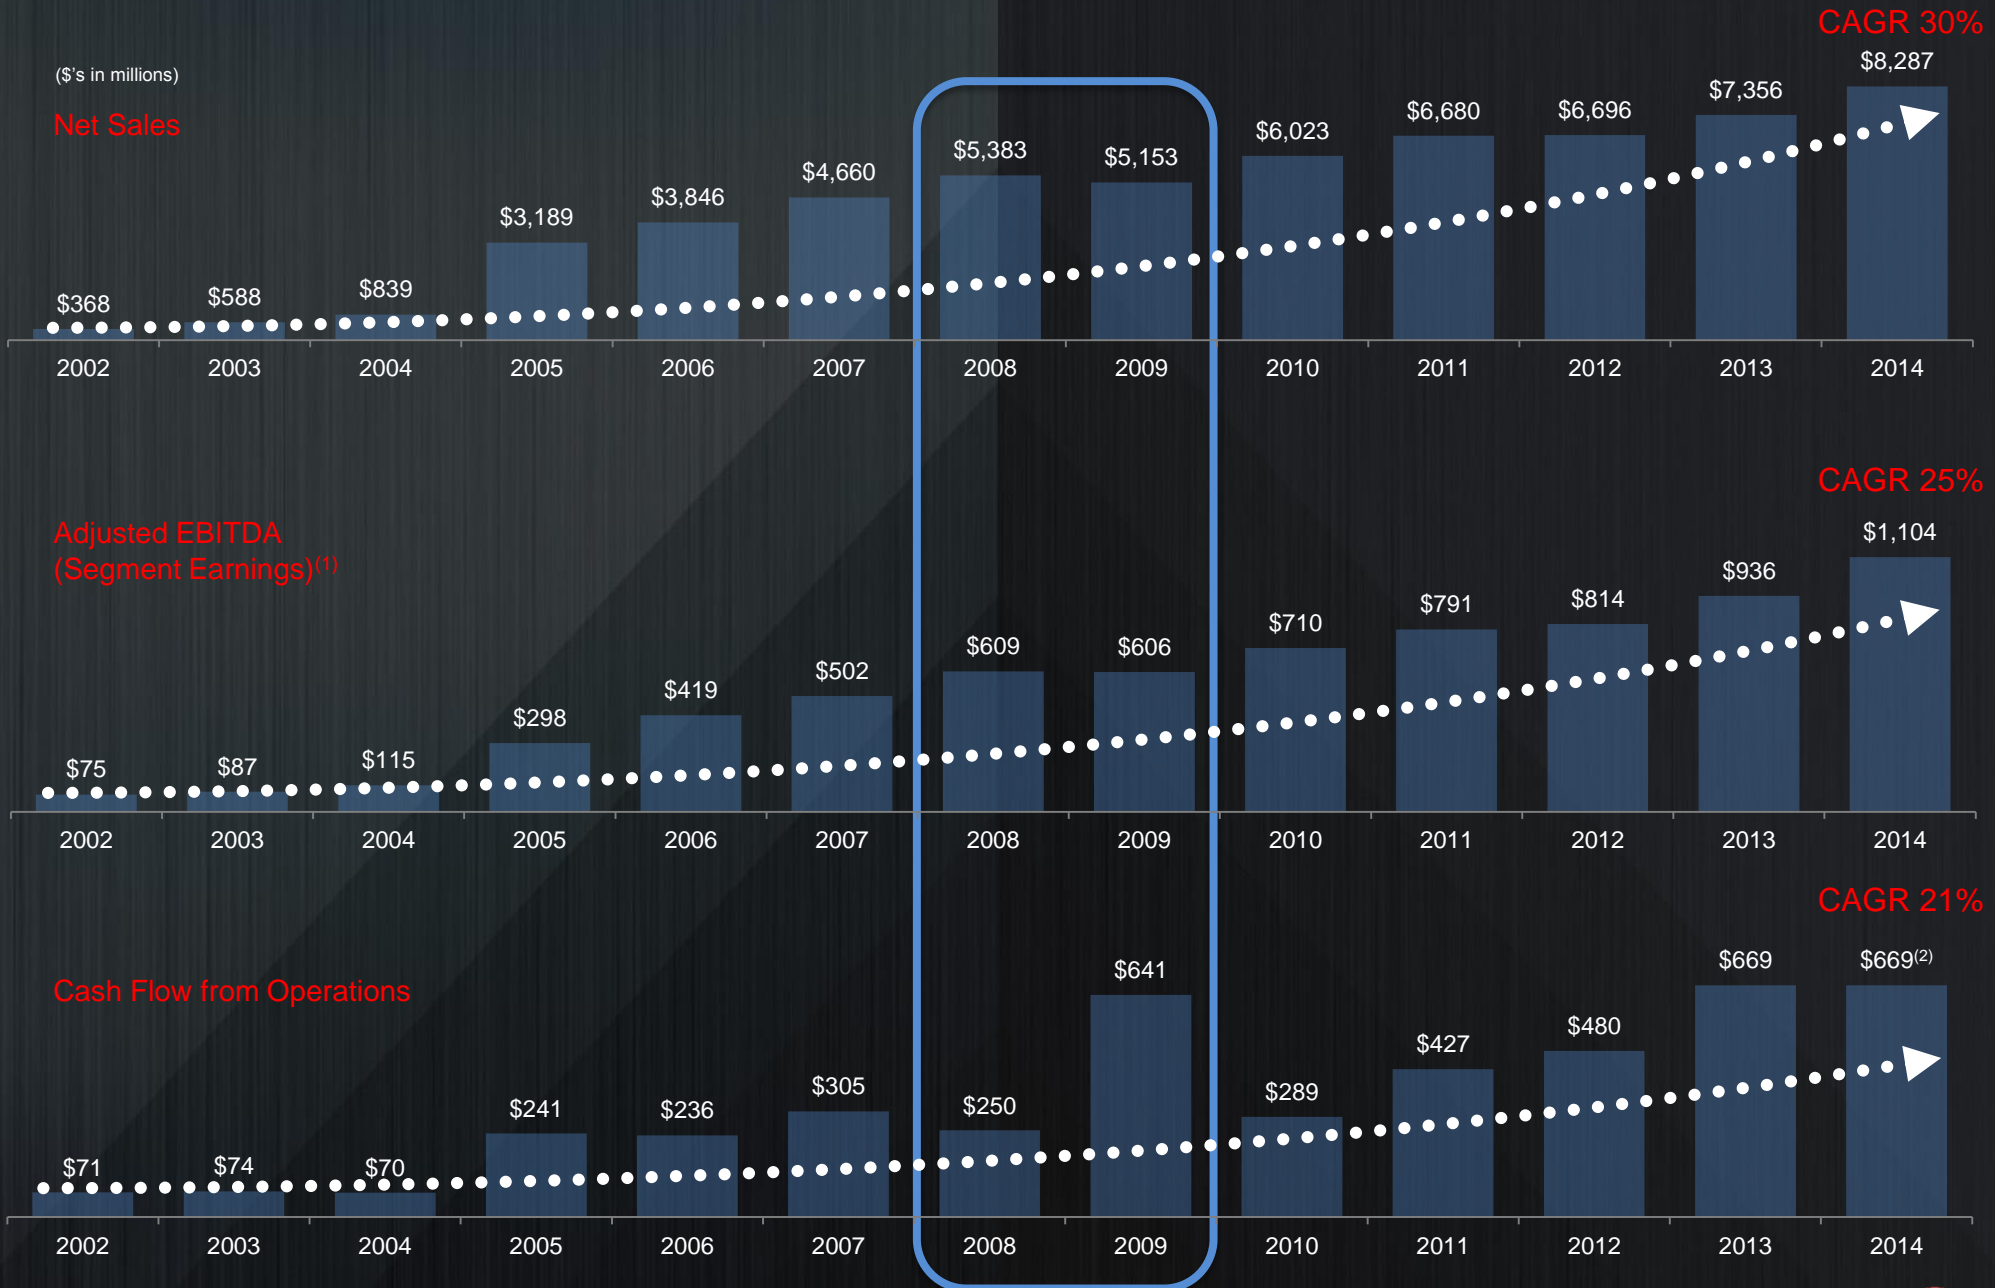 CAGR 30%
($'s in millions)
Net Sales
$368 $588 $839 $3,189 $3,846 $4,660 $5,383 $5,153 $6,023 $6,680 $6,696 $7,356 $8,287
2002 2003 2004 2005 2006 2007 2008 2009 2010 2011 2012 2013 2014
CAGR 25%
Adjusted EBITDA
(Segment Earnings)(1)
$75 $87 $115 $298 $419 $502 $609 $606 $710 $791 $814 $936 $1,104
2002 2003 2004 2005 2006 2007 2008 2009 2010 2011 2012 2013 2014
CAGR 21%
Cash Flow from Operations
$71 $74 $70 $241 $236 $305 $250 $641 $289 $427 $480 $669 $669(2)
2002 2003 2004 2005 2006 2007 2008 2009 2010 2011 2012 2013 2014